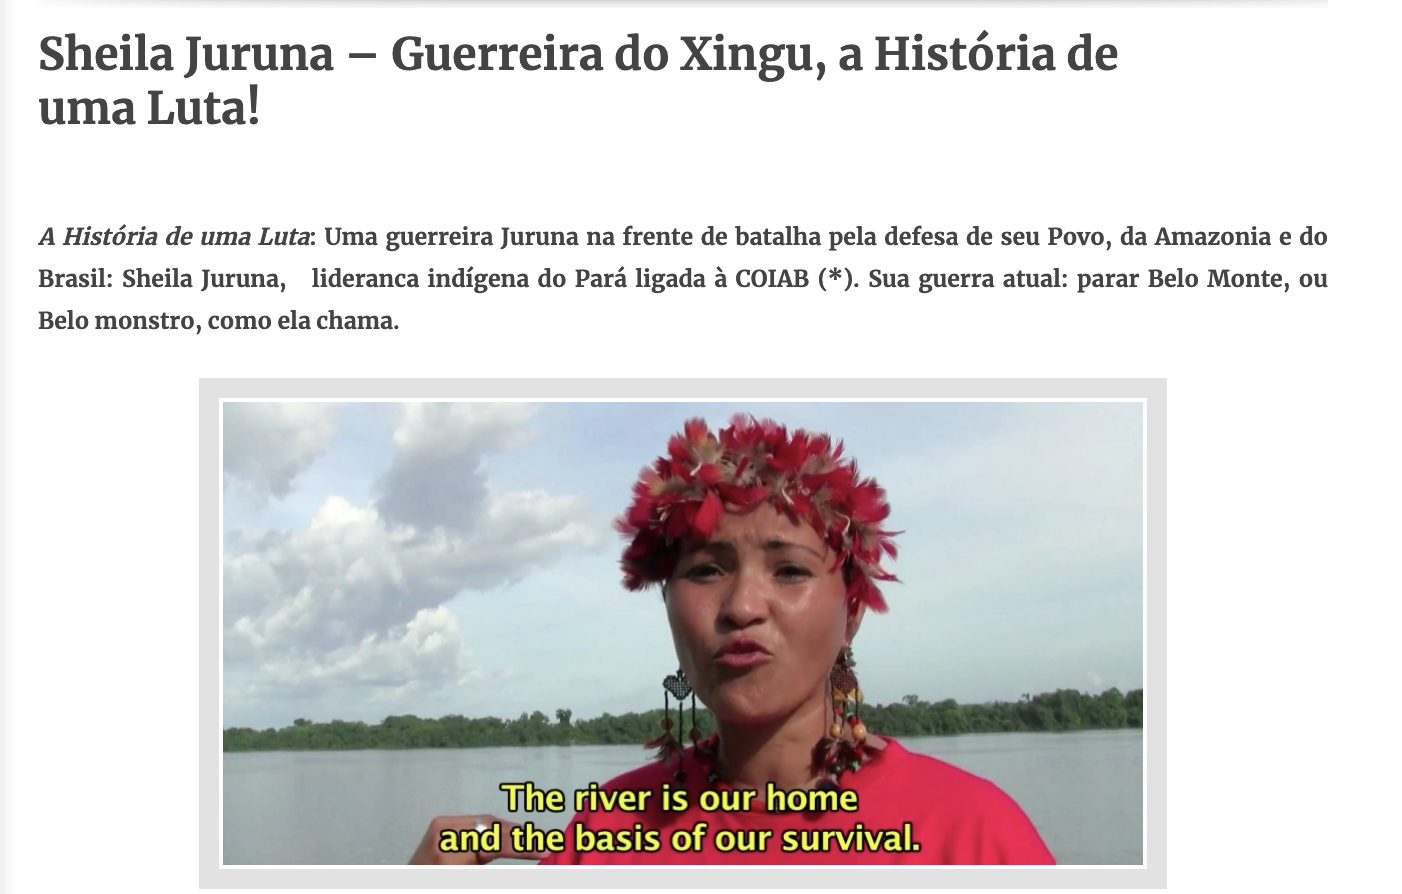 Sheila Juruna – Guerreira do Xingu, a História de
uma Luta!
A História de uma Luta: Uma guerreira Juruna na frente de batalha pela defesa de seu Povo, da Amazonia e do
Brasil: Sheila Juruna, lideranca indígena do Pará ligada à COIAB (*). Sua guerra atual: parar Belo Monte, ou
Belo monstro, como ela chama.
The river is our home
and the basis of our survival.